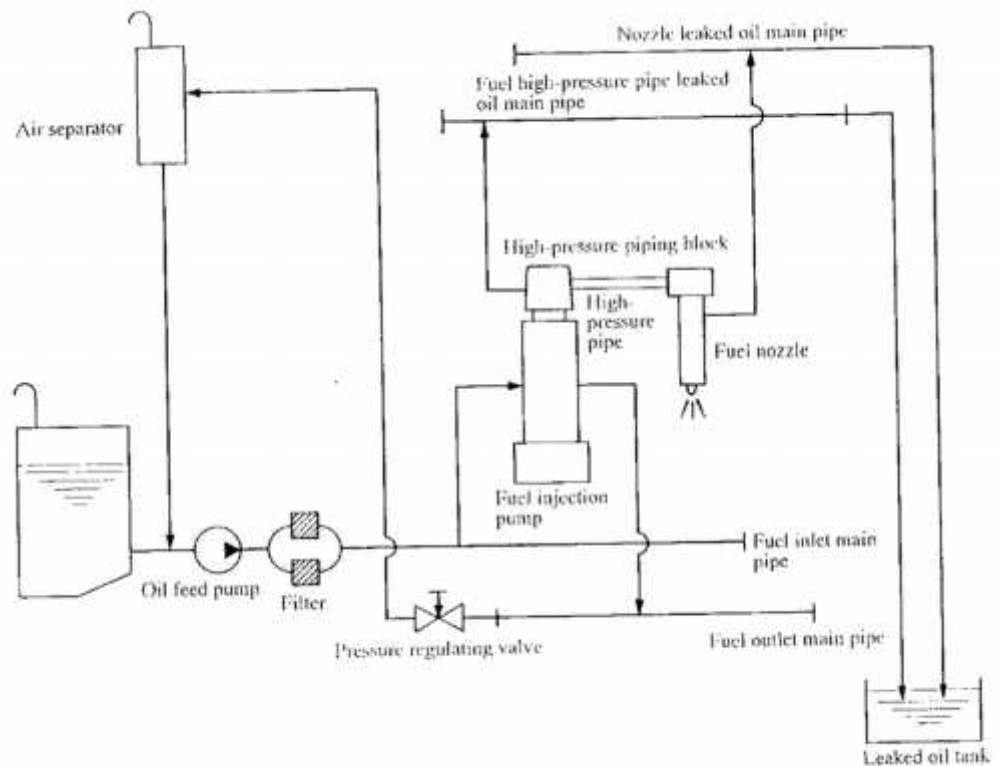 Nozzle leaked oil main pipe
Fuel high-pressure pipe leaked
oil main pipe
Air separator
High-pressure piping block
High-
pressure
pipe
Fuel nozzle
Fuel injection
pump
Fuel inlet main
pipe
Oil feed pump
Filter
Pressure regulating valve
Fuel outlet main pipe
Leaked oil tank